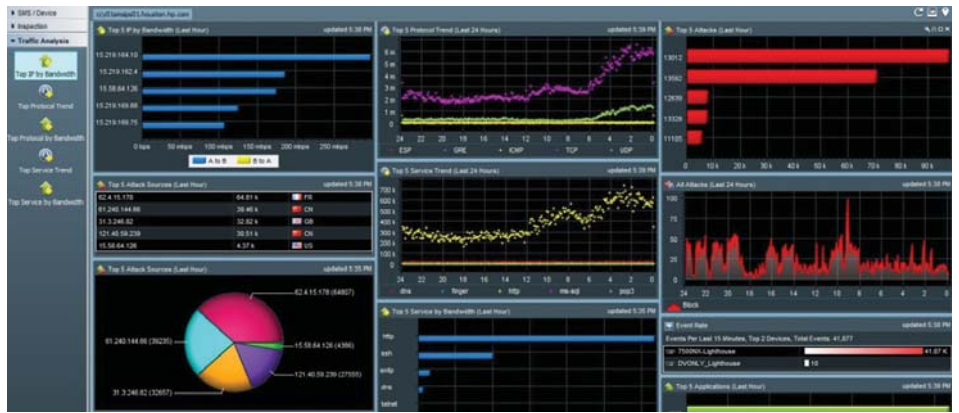 SMS / Device
Inspection
Traffic Analysis
Top IP by Bandwidth
Top Protocol Trend
Top Protocol by Bandwidth
Top Service Trend
Top Service by Bandwidth
Top 5 IP by Bandwidth (Last Hour)
updated 5:38 PM
15.219.164.10
15.219.162.4
15.58.64.126
15.219.169.68
15.219.169.75
0 bps 50 mbps 100 mbps 150 mbps 200 mbps 250 mbps
A to B B to A
Top 5 Attack Sources (Last Hour)
updated 5:38 PM
62.4.15.178 64.81 k FR
61.240.144.66 39.46 k CN
31.3.246.82 32.82 k GB
121.40.59.239 30.51 k CN
15.58.64.126 4.37 k US
Top 5 Attack Sources (Last Hour)
updated 5:35 PM
62.4.15.178 (64807)
61.240.144.66 (39235)
15.58.64.126 (4386)
121.40.59.239 (27555)
31.3.246.82 (32657)
Top 5 Protocol Trend (Last 24 Hours)
updated 5:39 PM
6 m
5 m
4 m
3 m
2 m
1 m
0
24 22 20 18 16 14 12 10 8 6 4 2 0
ESP GRE ICMP TCP UDP
Top 5 Service Trend (Last 24 Hours)
updated 5:38 PM
700 k
600 k
500 k
400 k
300 k
200 k
100 k
0
24 22 20 18 16 14 12 10 8 6 4 2 0
dns finger http ms-sql pop3
Top 5 Service by Bandwidth (Last Hour)
updated 5:35 PM
http
ssh
smtp
dns
telnet
Top 5 Attacks (Last Hour)
13012
13592
12639
13328
11105
0 10 k 20 k 30 k 40 k 50 k 60 k 70 k 80 k 90 k
All Attacks (Last 24 Hours)
updated 5:38 PM
100
75
50
25
0
24 22 20 18 16 14 12 10 8 6 4 2 0
Block
Event Rate
updated 5:39 PM
Events Per Last 15 Minutes, Top 2 Devices, Total Events: 41,877
7500NX-Lighthouse 41.87 K
DVONLY_Lighthouse 10
Top 5 Applications (Last Hour)
updated 5:39 PM